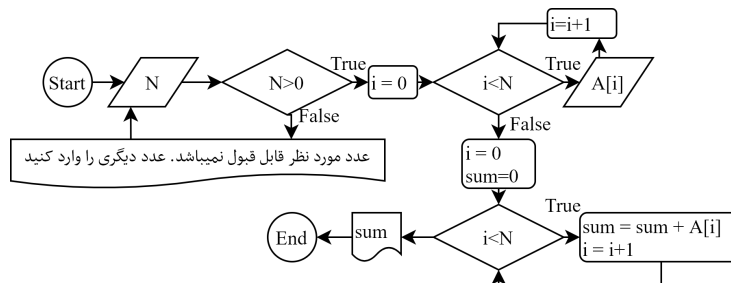 i=i+1
Start
N
N>0
True
i = 0
i<N
True
A[i]
False
False
عدد مورد نظر قابل قبول نمیباشد. عدد دیگری را وارد کنید
i = 0
sum=0
True
End
sum
i<N
sum = sum + A[i]
i = i+1